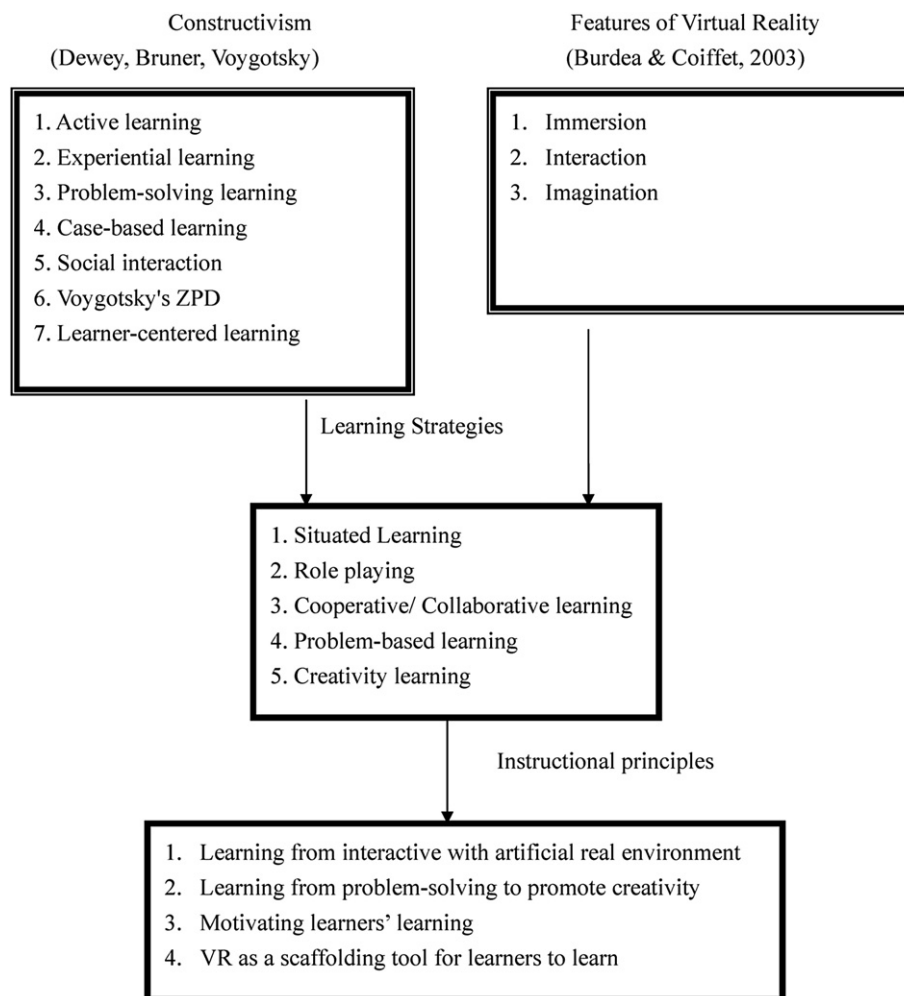 Constructivism
(Dewey, Bruner, Voygotsky)
1. Active learning
2. Experiential learning
3. Problem-solving learning
4. Case-based learning
5. Social interaction
6. Voygotsky's ZPD
7. Learner-centered learning
Features of Virtual Reality
(Burdea & Coiffet, 2003)
1. Immersion
2. Interaction
3. Imagination
Learning Strategies
1. Situated Learning
2. Role playing
3. Cooperative/ Collaborative learning
4. Problem-based learning
5. Creativity learning
Instructional principles
1. Learning from interactive with artificial real environment
2. Learning from problem-solving to promote creativity
3. Motivating learners’ learning
4. VR as a scaffolding tool for learners to learn